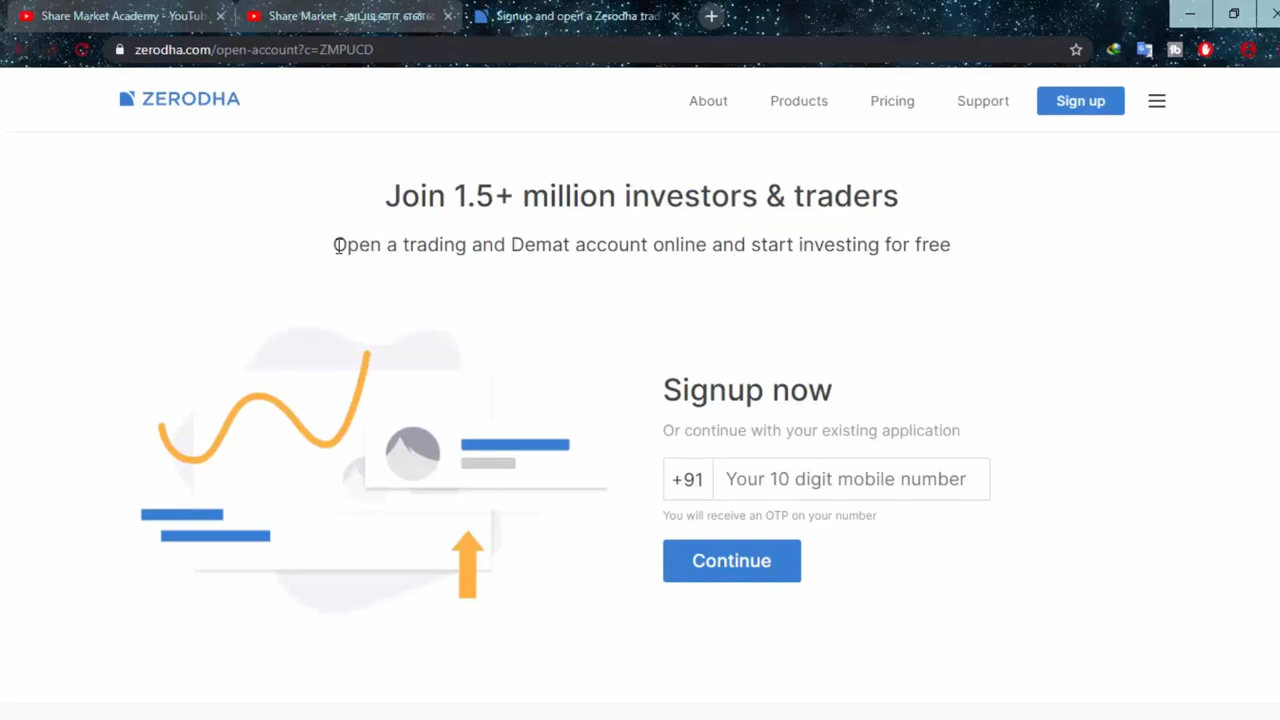 Share Market Academy - YouTub
Share Market - அப்டினா என்ன
Signup and open a Zerodha trad
zerodha.com/open-account?c=ZMPUCD
ZERODHA
About
Products
Pricing
Support
Sign up
Join 1.5+ million investors & traders
Open a trading and Demat account online and start investing for free
Signup now
Or continue with your existing application
+91
Your 10 digit mobile number
You will receive an OTP on your number
Continue